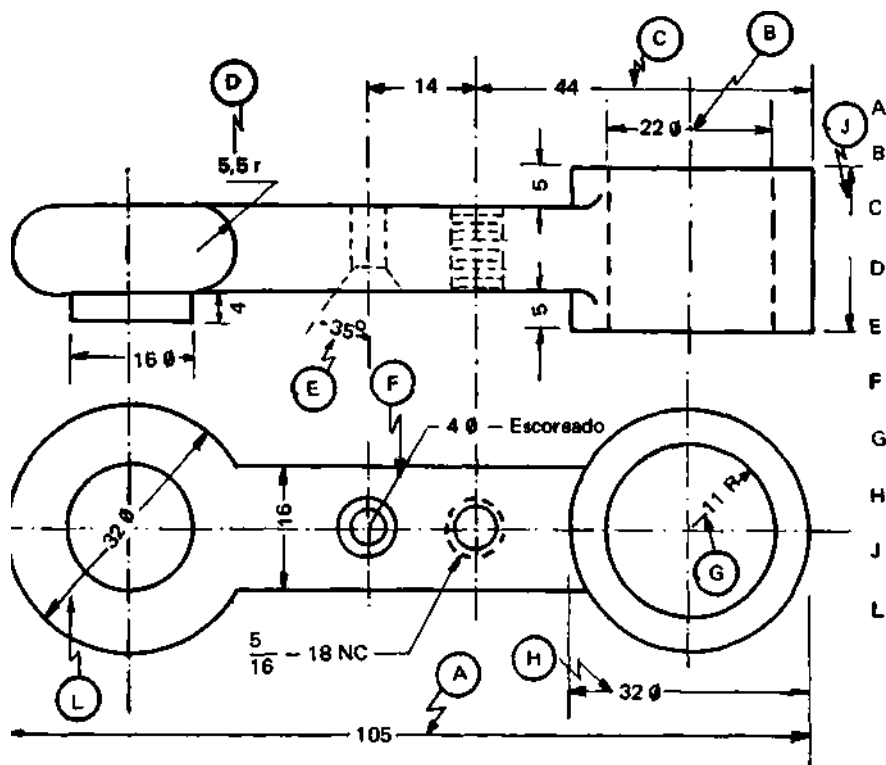 C
B
D
14
44
A
22 ø
J
B
5,5 r
5
C
D
4
5
16 ø
35º
E
E
F
F
4 ø — Escoreado
G
32 ø
16
11 R
H
J
G
5/16 – 18 NC
L
A
H
L
32 ø
105